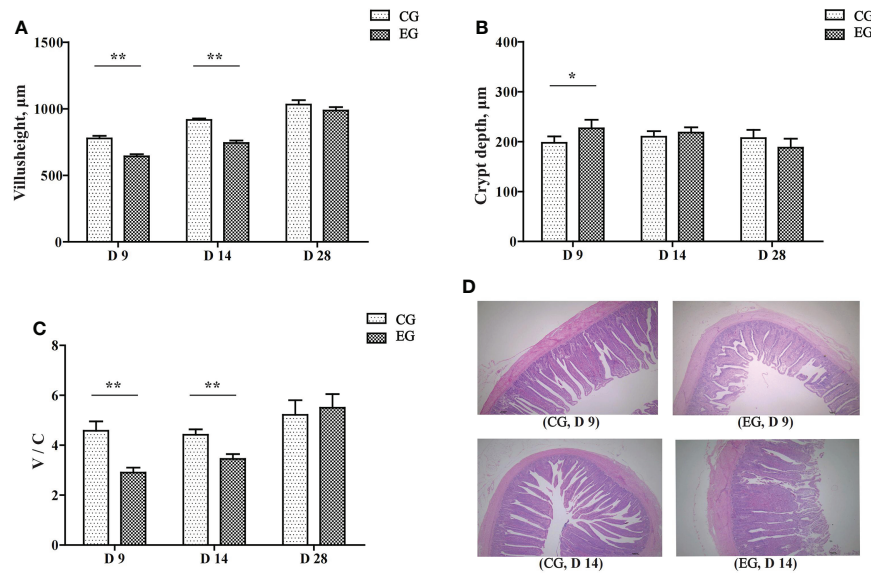 A
CG
EG
Villusheight, μm
1500
1000
500
0
**
**
D 9
D 14
D 28
B
CG
EG
Crypt depth, μm
400
300
200
100
0
*
D 9
D 14
D 28
C
CG
EG
V / C
8
6
4
2
0
**
**
D 9
D 14
D 28
D
(CG, D 9)
(EG, D 9)
(CG, D 14)
(EG, D 14)